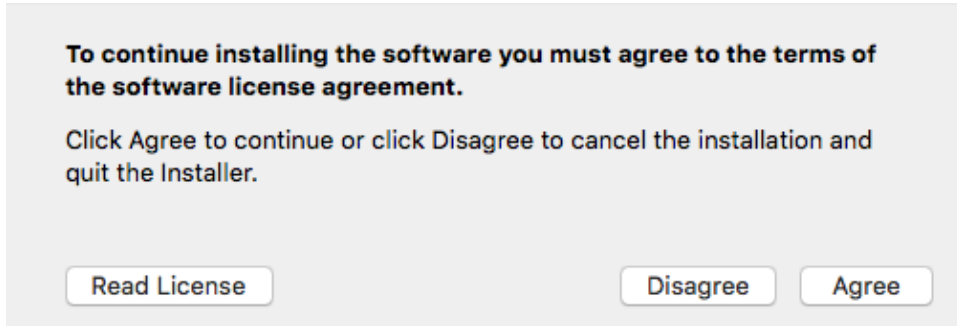 To continue installing the software you must agree to the terms of
the software license agreement.
Click Agree to continue or click Disagree to cancel the installation and
quit the Installer.
Read License
Disagree
Agree